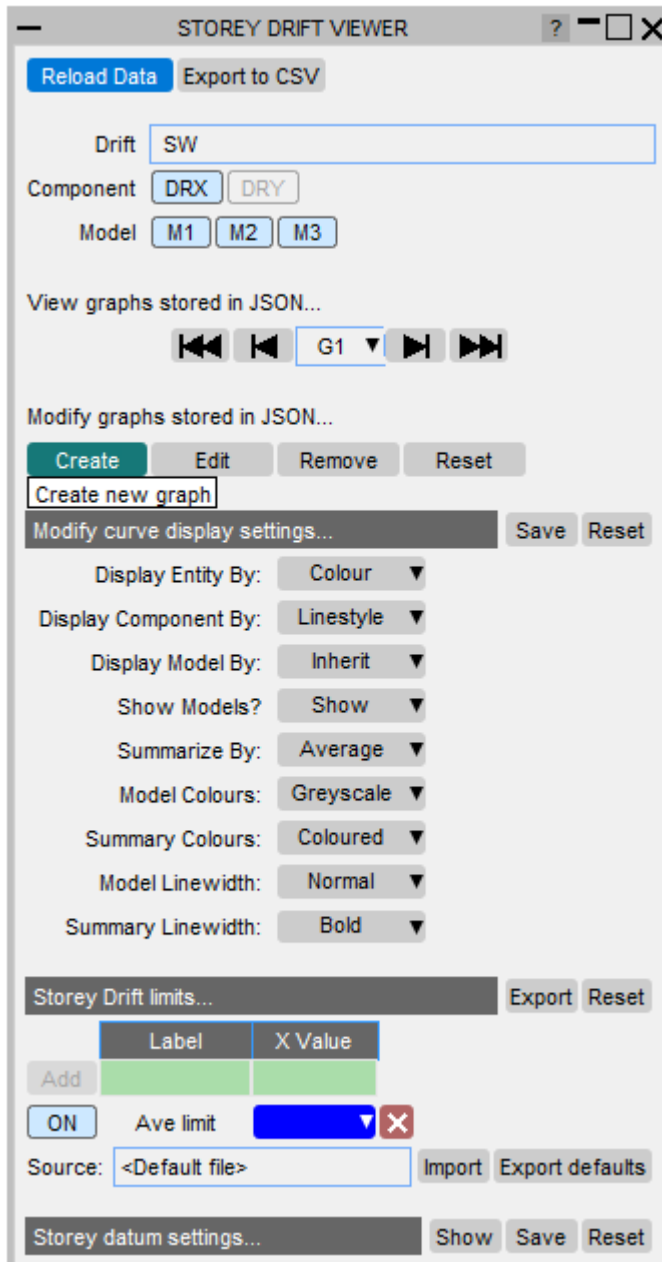 STOREY DRIFT VIEWER ?
Reload Data Export to CSV
Drift SW
Component DRX DRY
Model M1 M2 M3
View graphs stored in JSON...
G1
Modify graphs stored in JSON...
Create Edit Remove Reset
Create new graph
Modify curve display settings... Save Reset
Display Entity By: Colour
Display Component By: Linestyle
Display Model By: Inherit
Show Models? Show
Summarize By: Average
Model Colours: Greyscale
Summary Colours: Coloured
Model Linewidth: Normal
Summary Linewidth: Bold
Storey Drift limits... Export Reset
Label X Value
Add
ON Ave limit
Source: <Default file> Import Export defaults
Storey datum settings... Show Save Reset